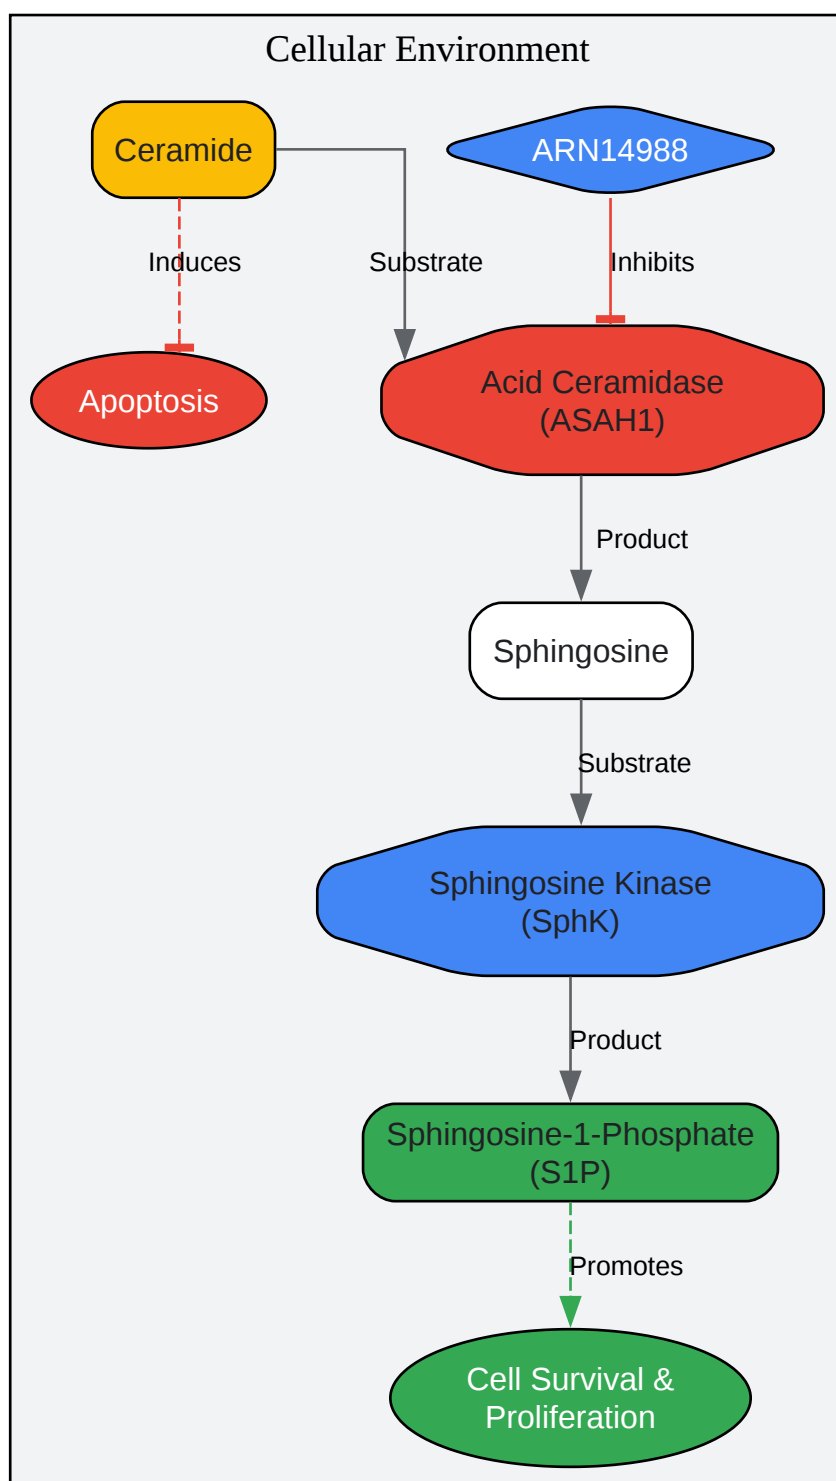 Cellular Environment
Ceramide
ARN14988
Induces
Substrate
Inhibits
Apoptosis
Acid Ceramidase
(ASAH1)
Product
Sphingosine
Substrate
Sphingosine Kinase
(SphK)
Product
Sphingosine-1-Phosphate
(S1P)
Promotes
Cell Survival &
Proliferation